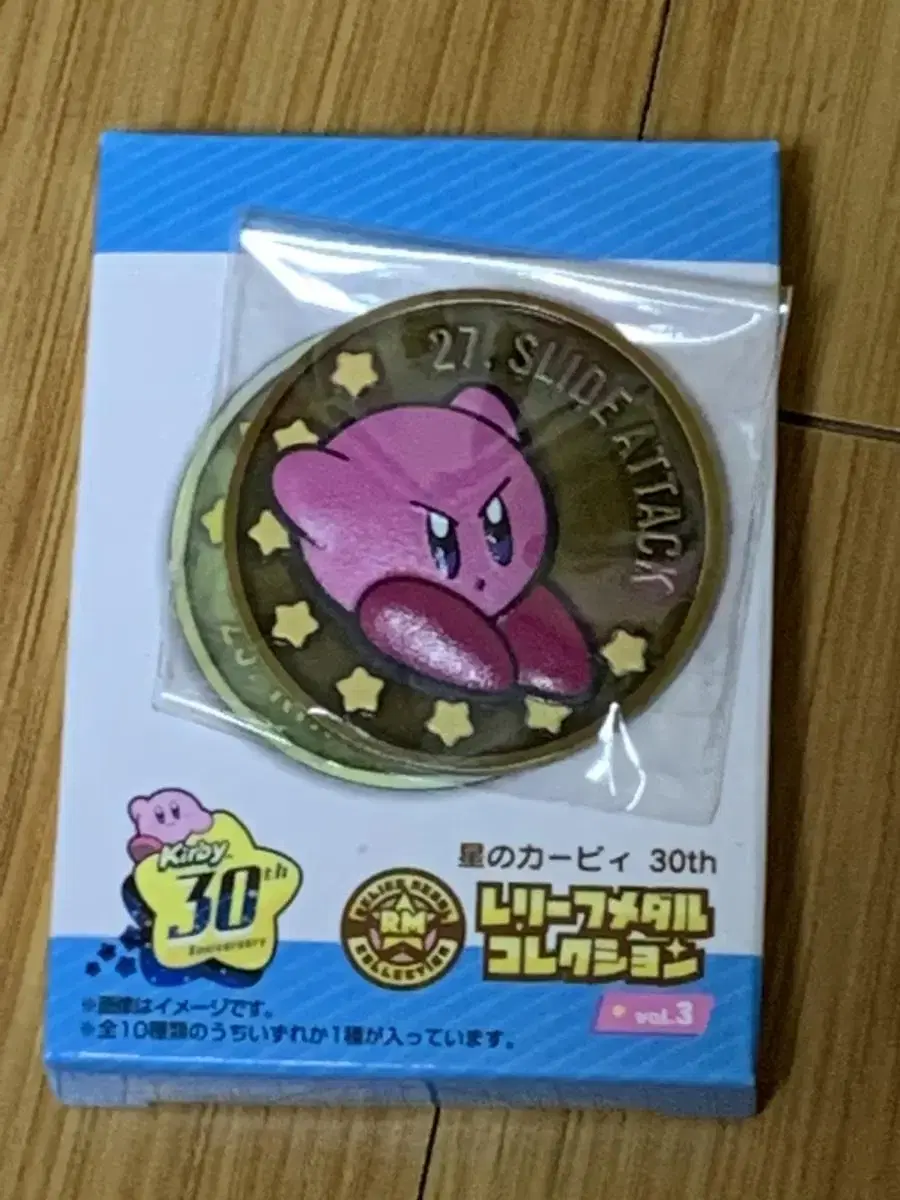 27. SLIDE ATTACK
Kirby
30th
Anniversary
RELIEF MEDAL
RM
COLLECTION
星のカービィ 30th
レリーフメダル
コレクション
vol.3
※画像はイメージです。
※全10種類のうちいずれか1種が入っています。